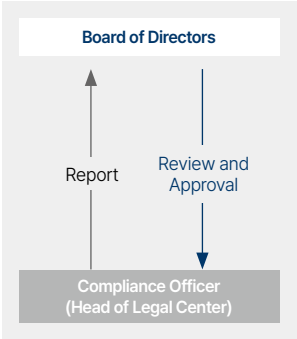 Board of Directors
Report
Review and
Approval
Compliance Officer
(Head of Legal Center)